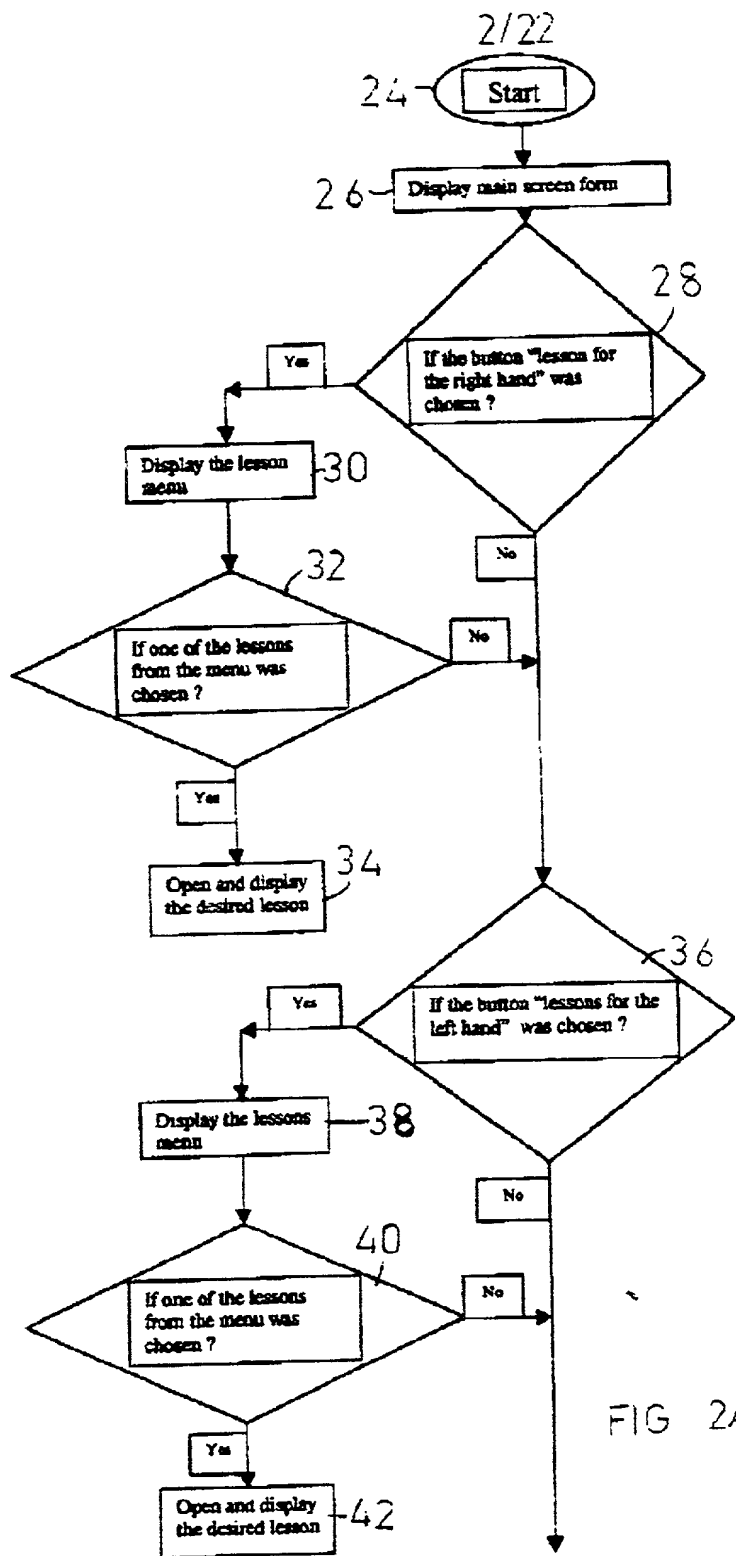 2/22
24
Start
26
Display main screen form
28
If the button "lesson for
the right hand" was
chosen ?
Yes
Display the lesson
menu
30
No
32
If one of the lessons
from the menu was
chosen ?
No
Yes
Open and display
the desired lesson
34
36
If the button "lessons for the
left hand" was chosen ?
Yes
Display the lessons
menu
38
No
40
If one of the lessons
from the menu was
chosen ?
No
FIG 2A
Yes
Open and display
the desired lesson
42